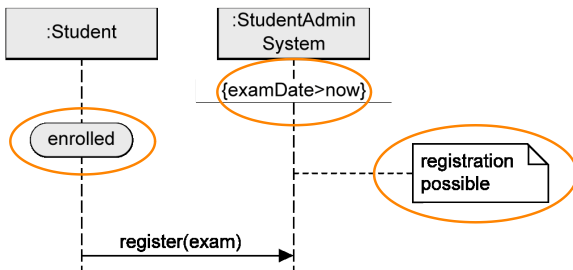 :Student
:StudentAdmin
System
{examDate>now}
enrolled
registration
possible
register(exam)